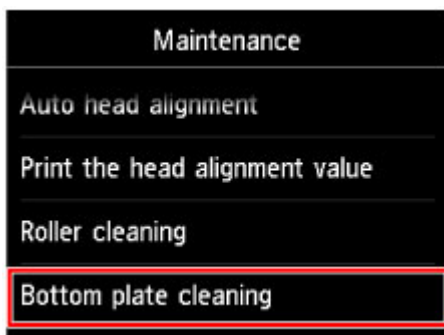 Maintenance
Auto head alignment
Print the head alignment value
Roller cleaning
Bottom plate cleaning